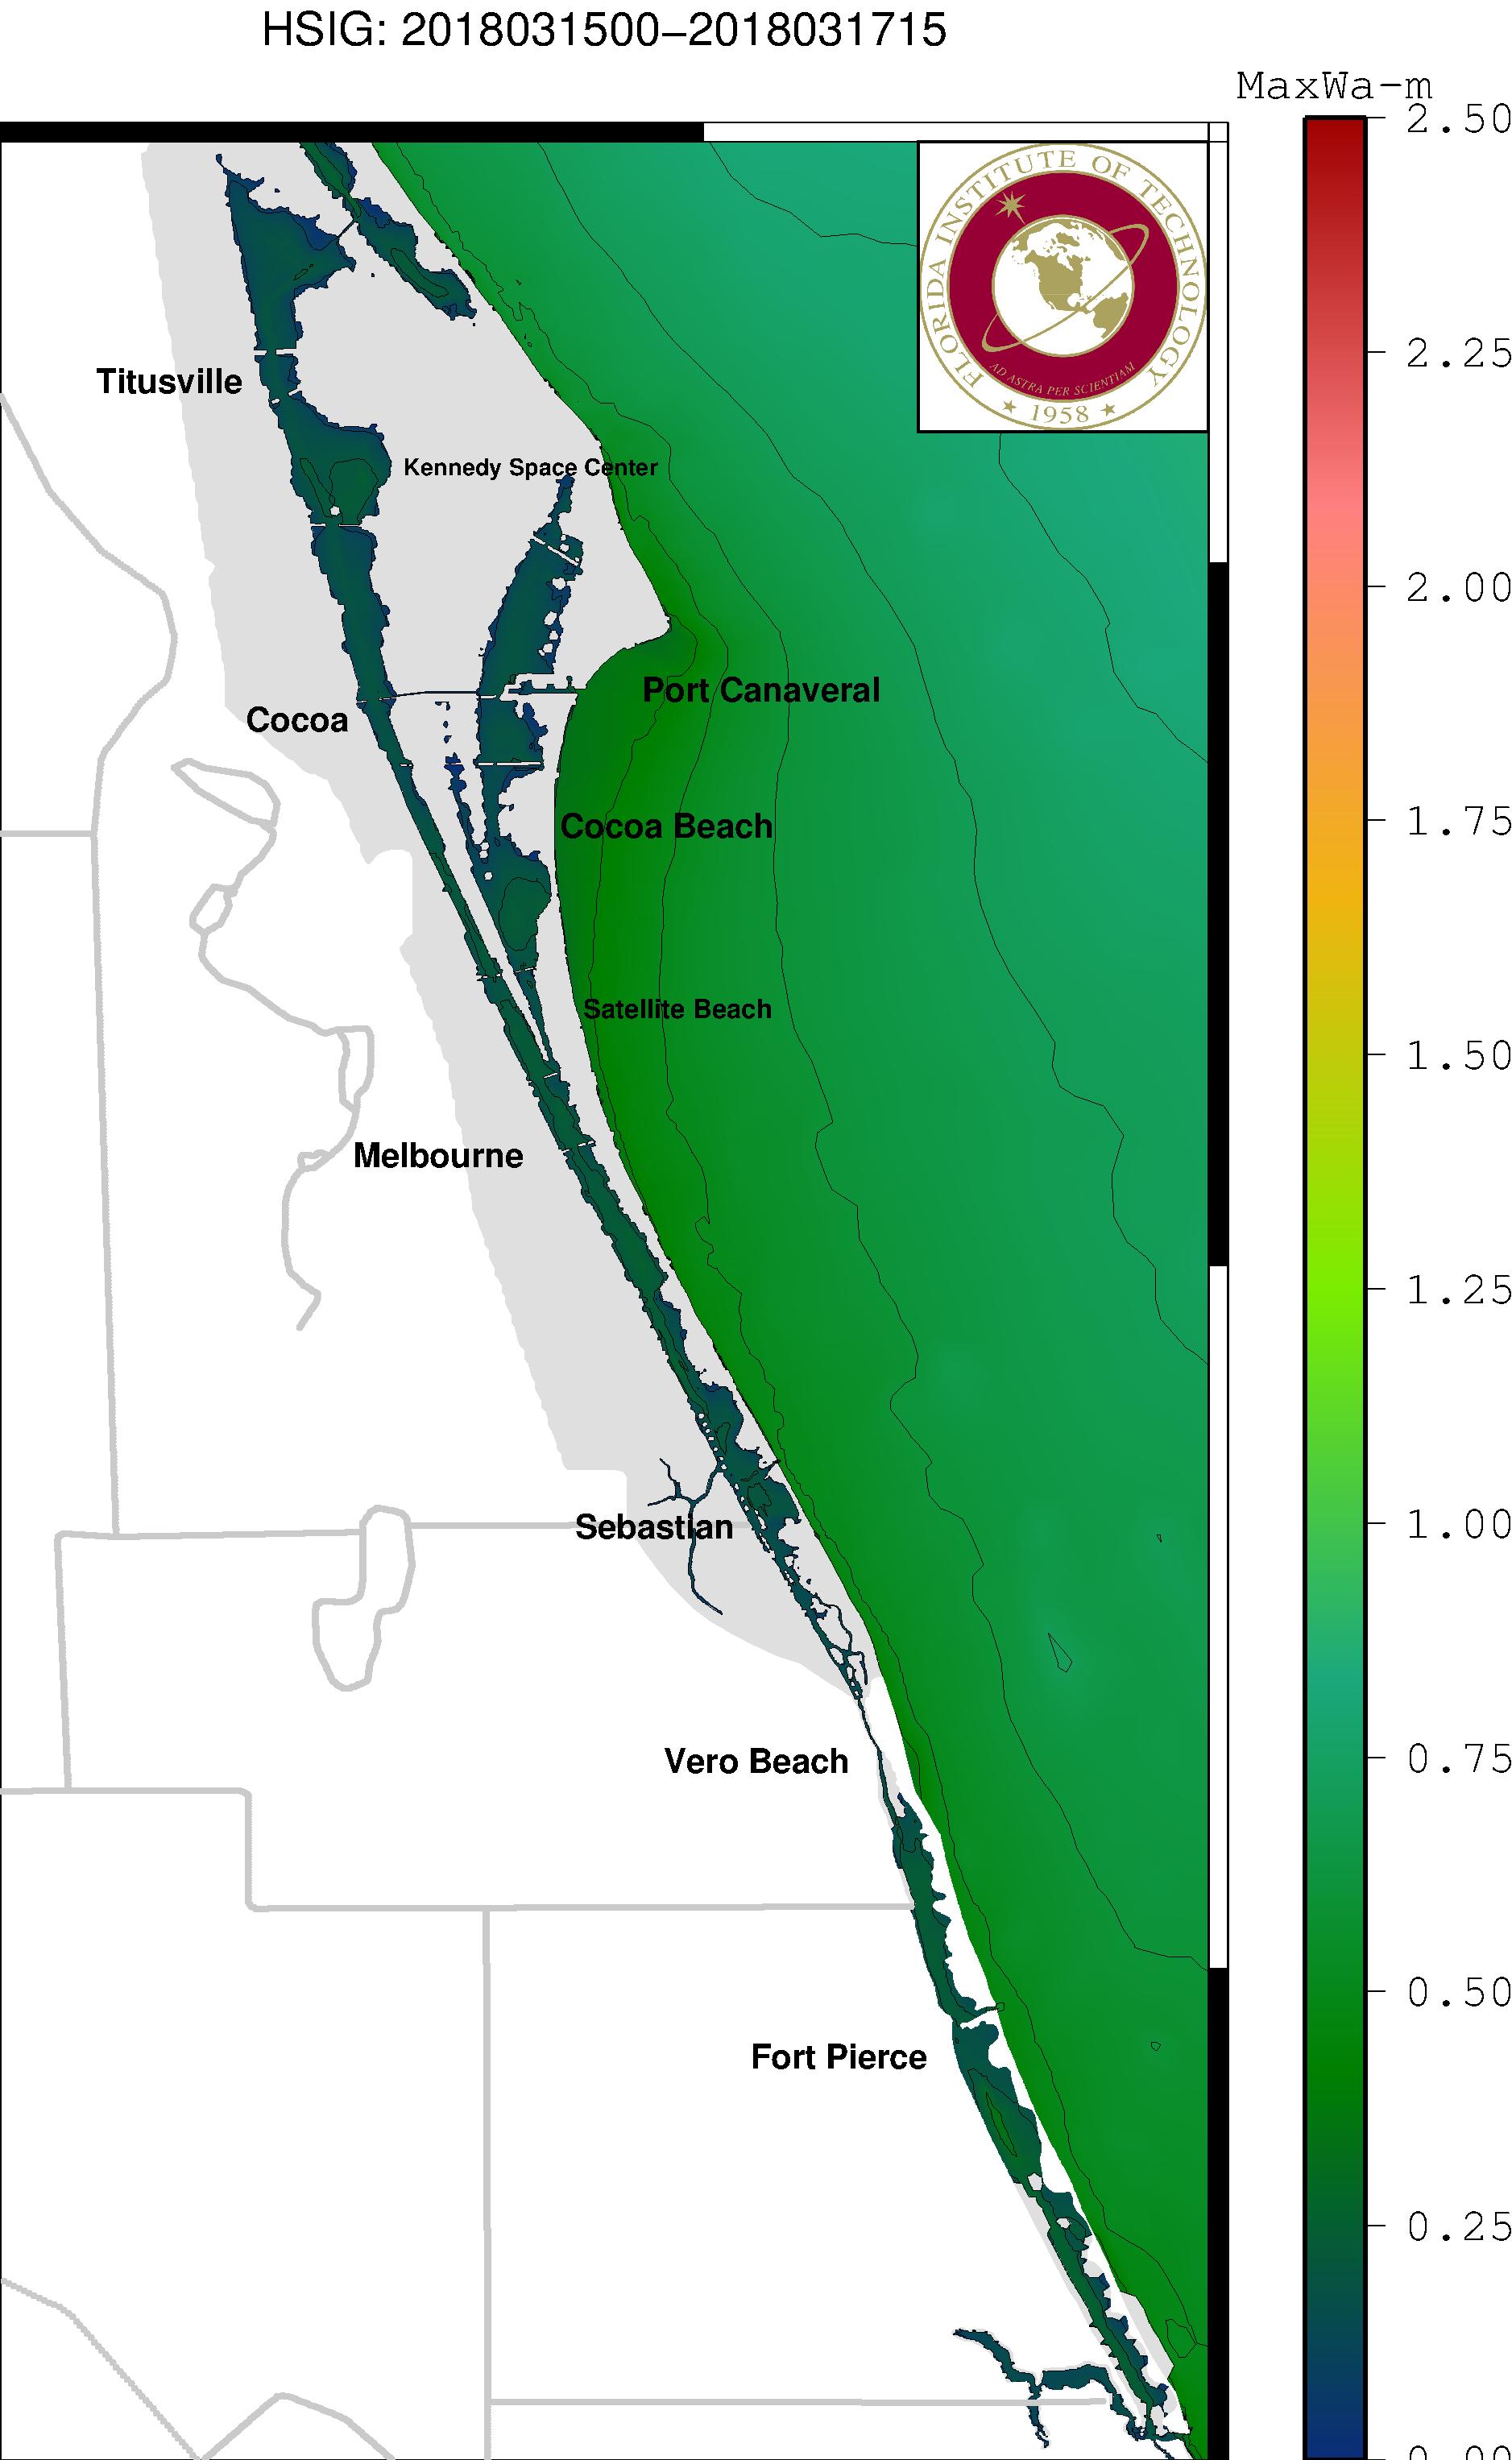 HSIG: 2018031500–2018031715
MaxWa-m
2.50
FLORIDA INSTITUTE OF TECHNOLOGY
AD ASTRA PER SCIENTIAM
1958
2.25
Titusville
Kennedy Space Center
2.00
Port Canaveral
Cocoa
1.75
Cocoa Beach
Satellite Beach
1.50
Melbourne
1.25
Sebastian
1.00
Vero Beach
0.75
0.50
Fort Pierce
0.25
0.00